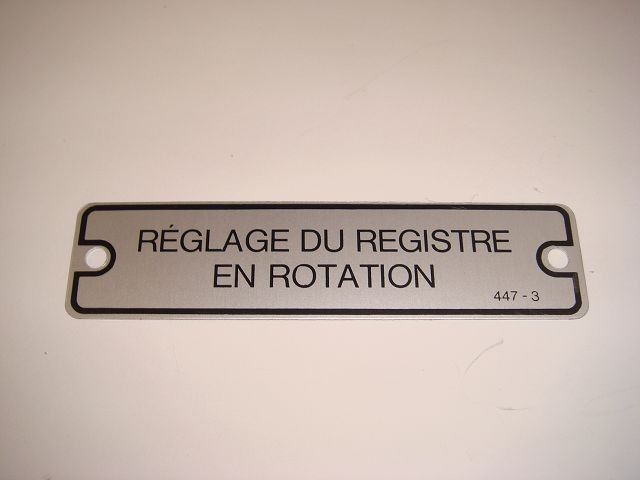 RÉGLAGE DU REGISTRE
EN ROTATION
447 - 3